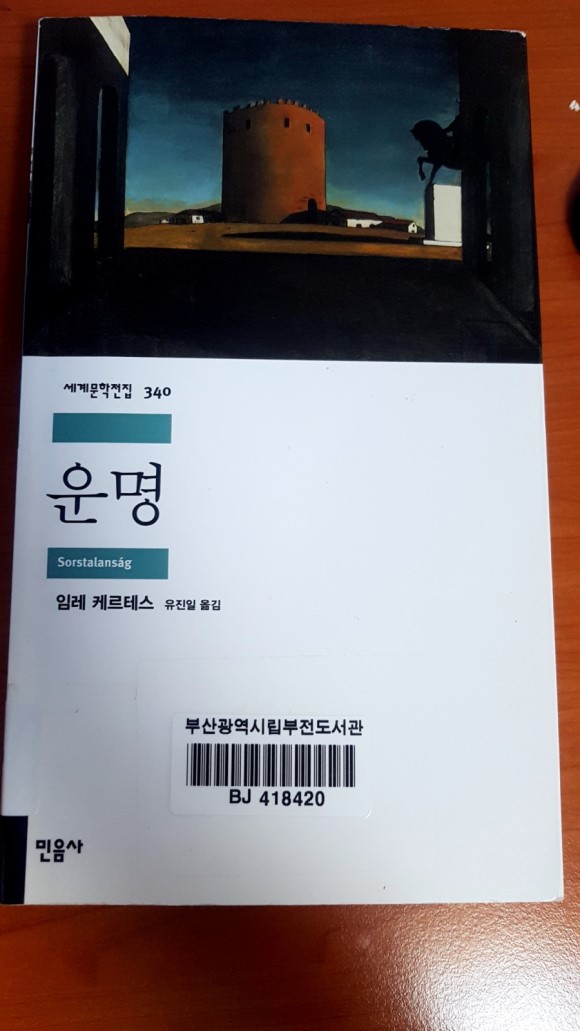 세계문학전집 340
운명
Sorstalanság
임레 케르테스 유진일 옮김
부산광역시립부전도서관
BJ 418420
민음사